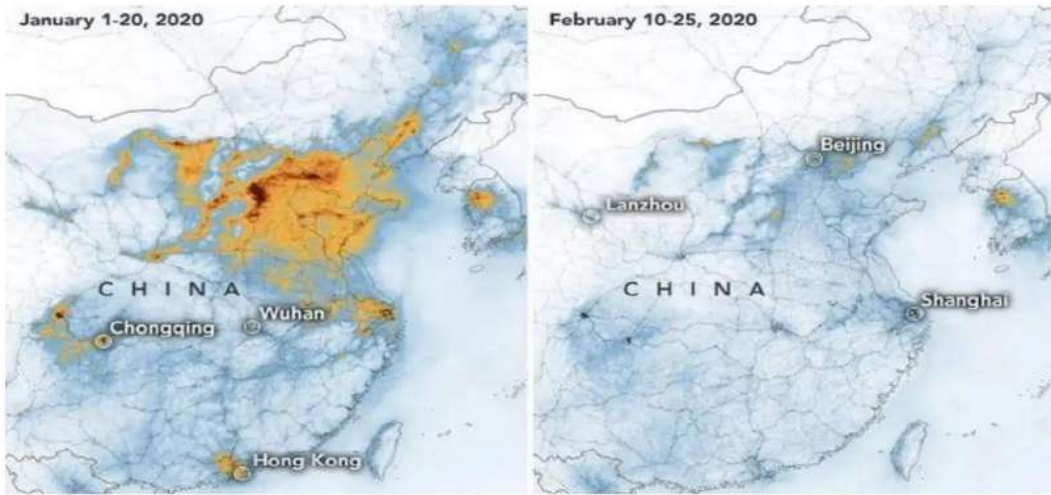 January 1-20, 2020
CHINA
Wuhan
Chongqing
Hong Kong
February 10-25, 2020
Beijing
Lanzhou
CHINA
Shanghai